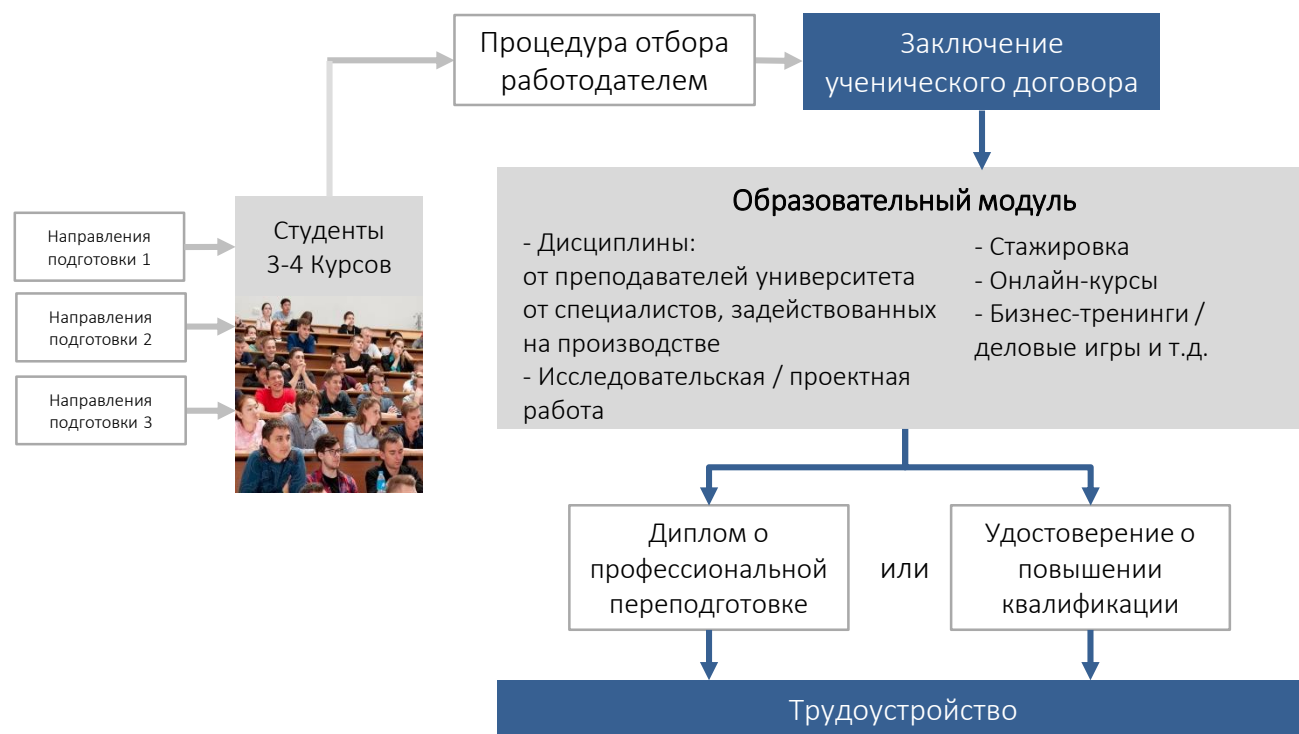 Процедура отбора
работодателем
Заключение
ученического договора
Направления
подготовки 1
Направления
подготовки 2
Направления
подготовки 3
Студенты
3-4 Курсов
Образовательный модуль
- Дисциплины:
от преподавателей университета
от специалистов, задействованных
на производстве
- Исследовательская / проектная
работа
- Стажировка
- Онлайн-курсы
- Бизнес-тренинги /
деловые игры и т.д.
Диплом о
профессиональной
переподготовке
или
Удостоверение о
повышении
квалификации
Трудоустройство